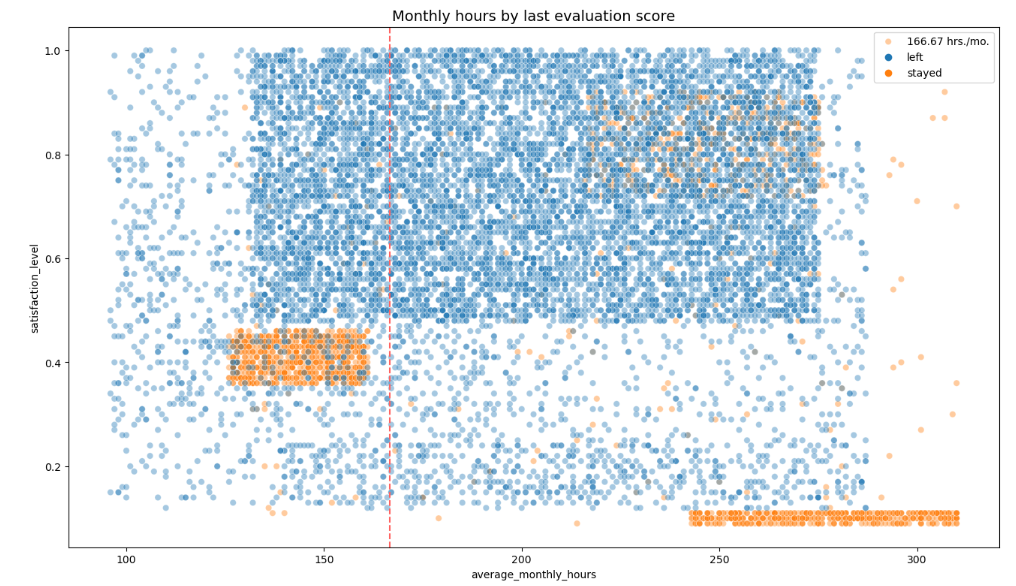 Monthly hours by last evaluation score
166.67 hrs./mo.
left
stayed
1.0
0.8
0.6
0.4
0.2
satisfaction_level
100
150
200
250
300
average_monthly_hours